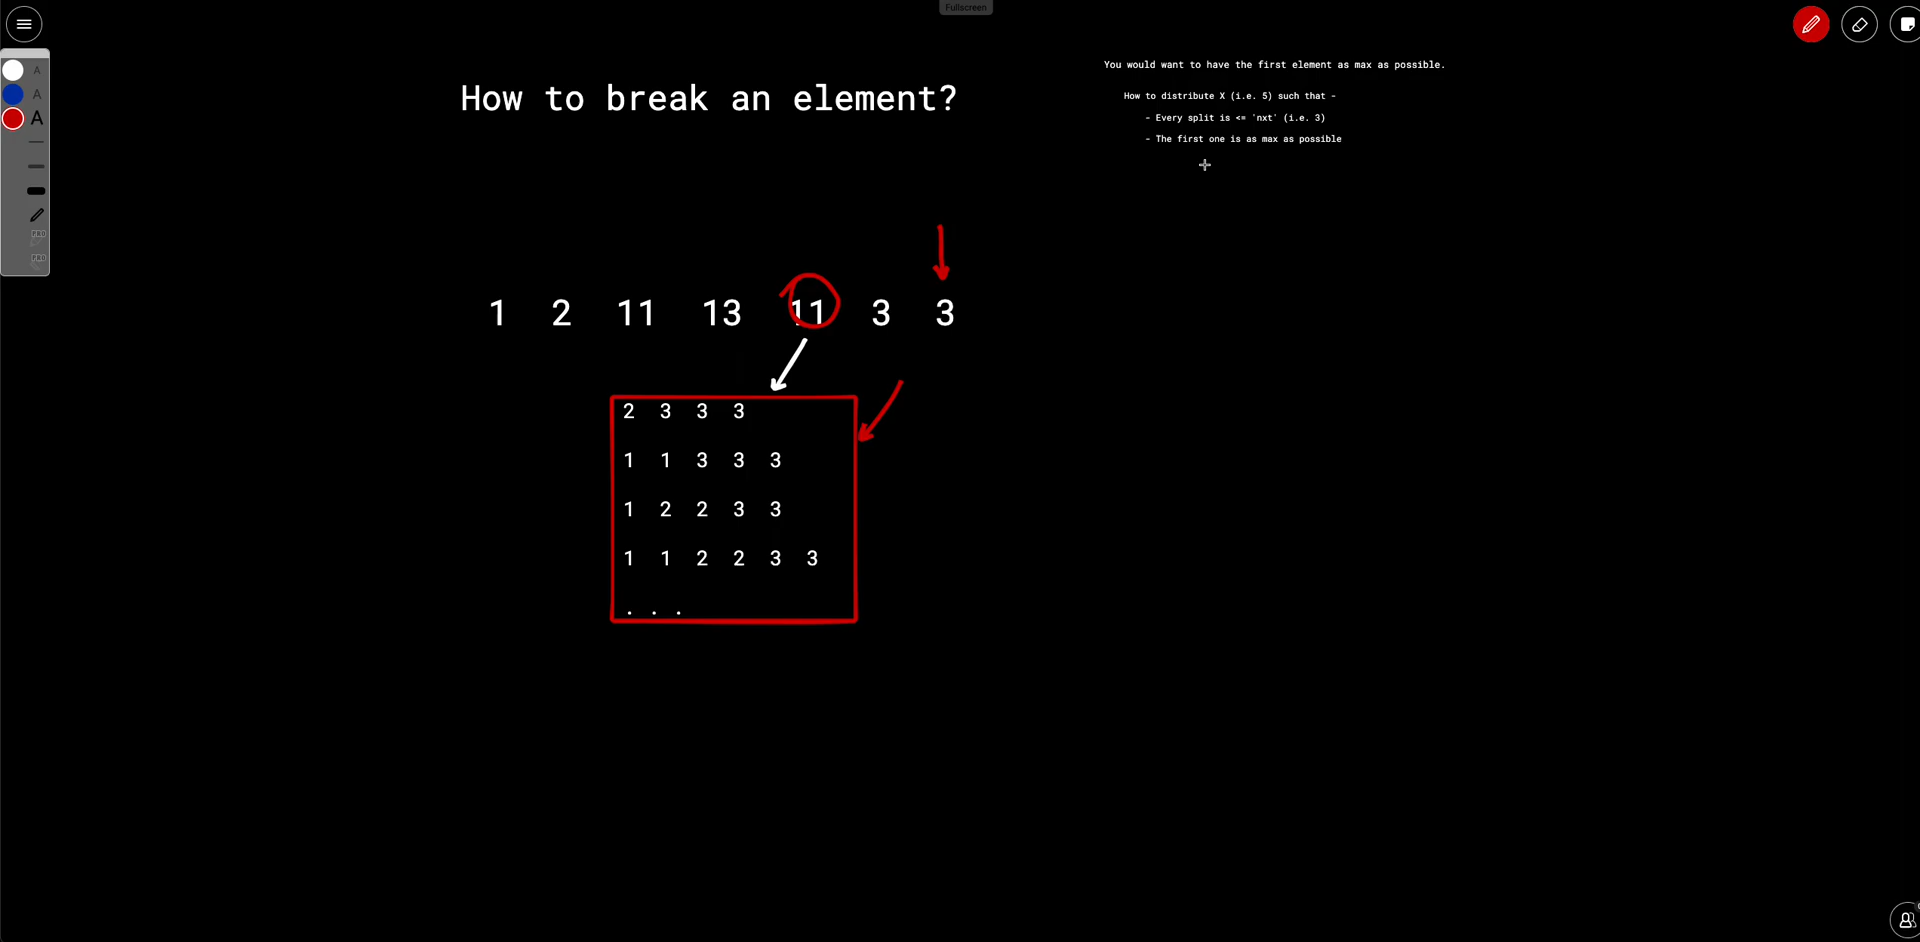 Fullscreen
A
A
A
PRO
PRO
How to break an element?
You would want to have the first element as max as possible.
How to distribute X (i.e. 5) such that -
- Every split is <= 'nxt' (i.e. 3)
- The first one is as max as possible
1 2 11 13 11 3 3
2 3 3 3
1 1 3 3 3
1 2 2 3 3
1 1 2 2 3 3
. . .